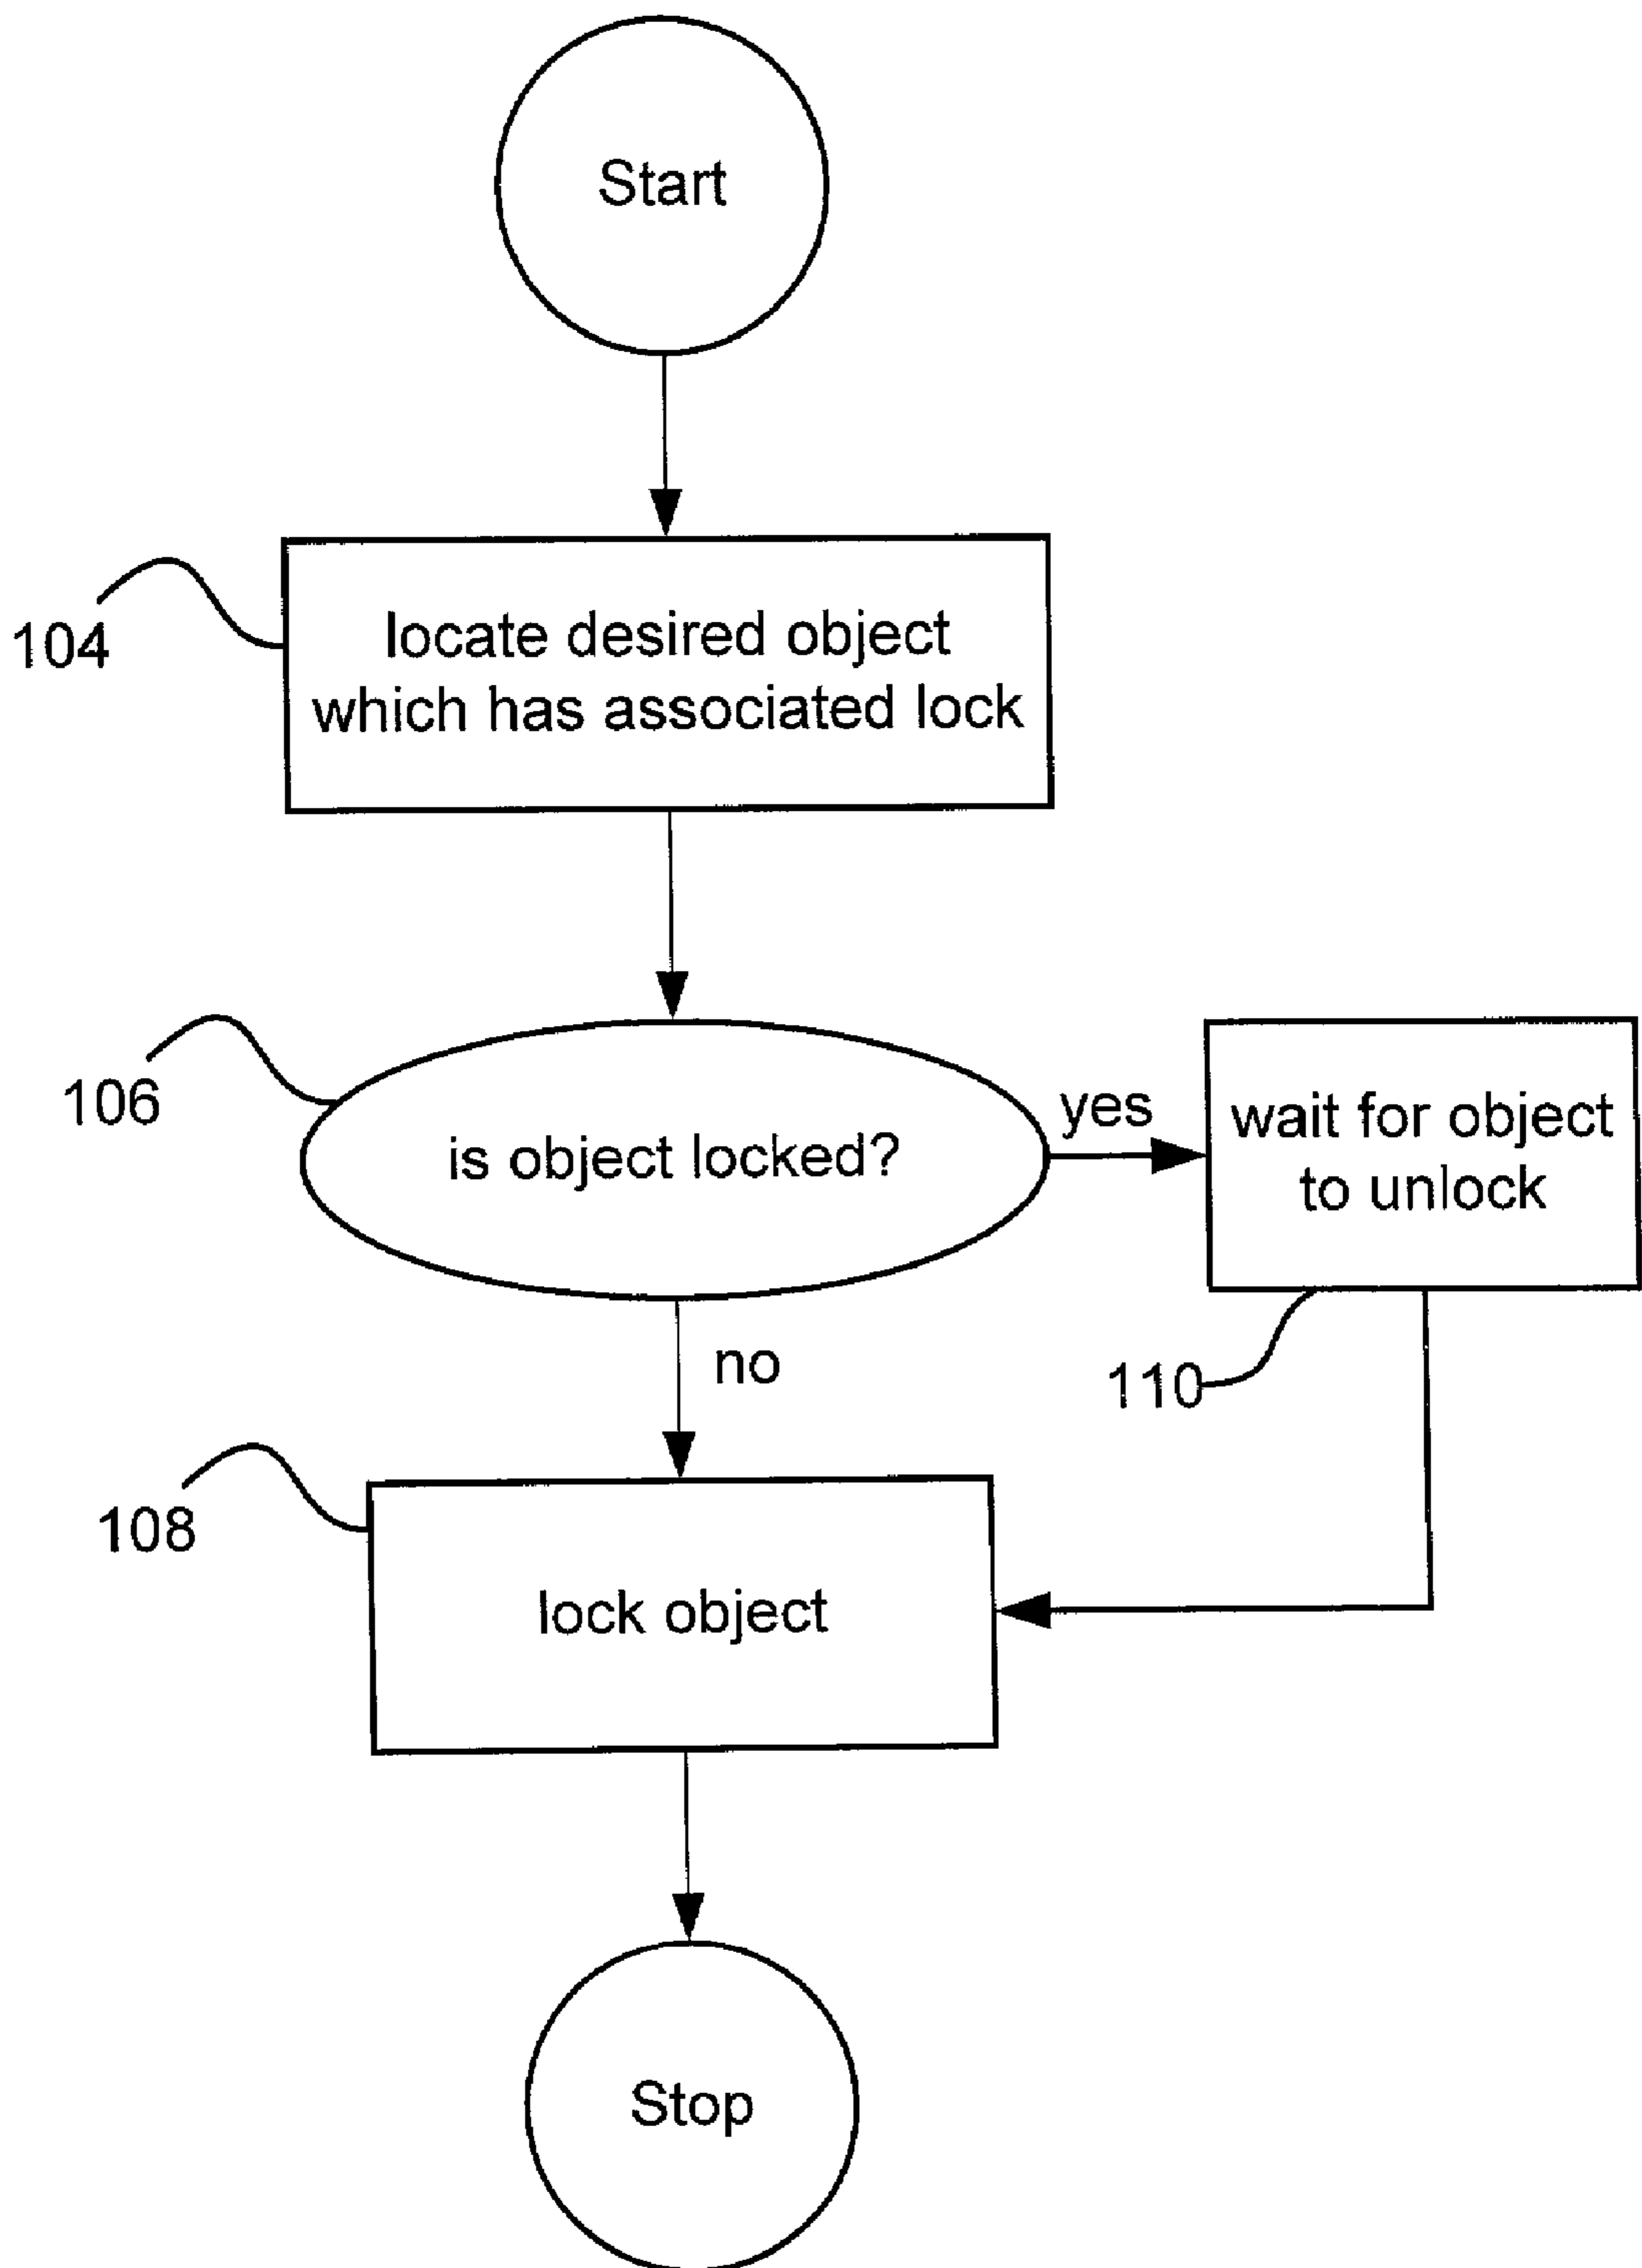 Start
104
locate desired object
which has associated lock
106
is object locked?
yes
wait for object
to unlock
110
no
108
lock object
Stop